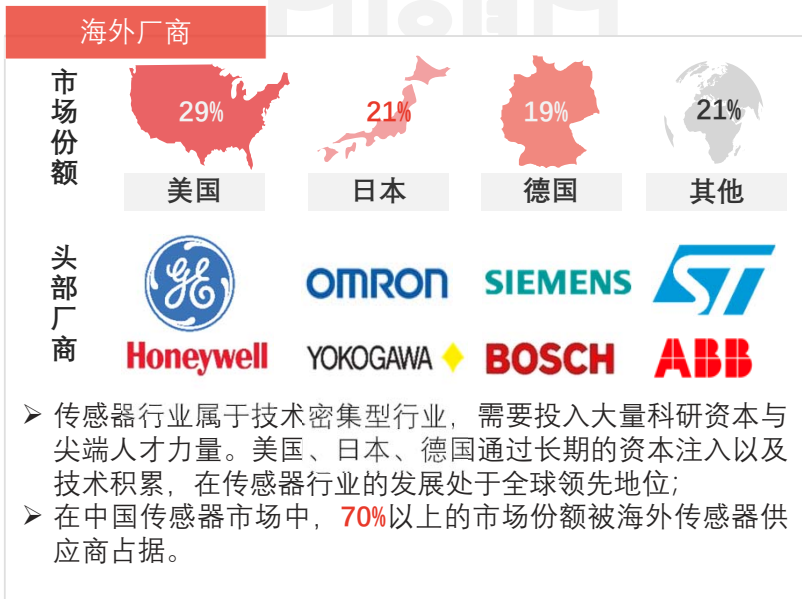 海外厂商
市场份额
29%
21%
19%
21%
美国
日本
德国
其他
头部厂商
GE
OMRON
SIEMENS
ST
Honeywell
YOKOGAWA
BOSCH
ABB
➢ 传感器行业属于技术密集型行业，需要投入大量科研资本与
尖端人才力量。美国、日本、德国通过长期的资本注入以及
技术积累，在传感器行业的发展处于全球领先地位；
➢ 在中国传感器市场中，70%以上的市场份额被海外传感器供
应商占据。